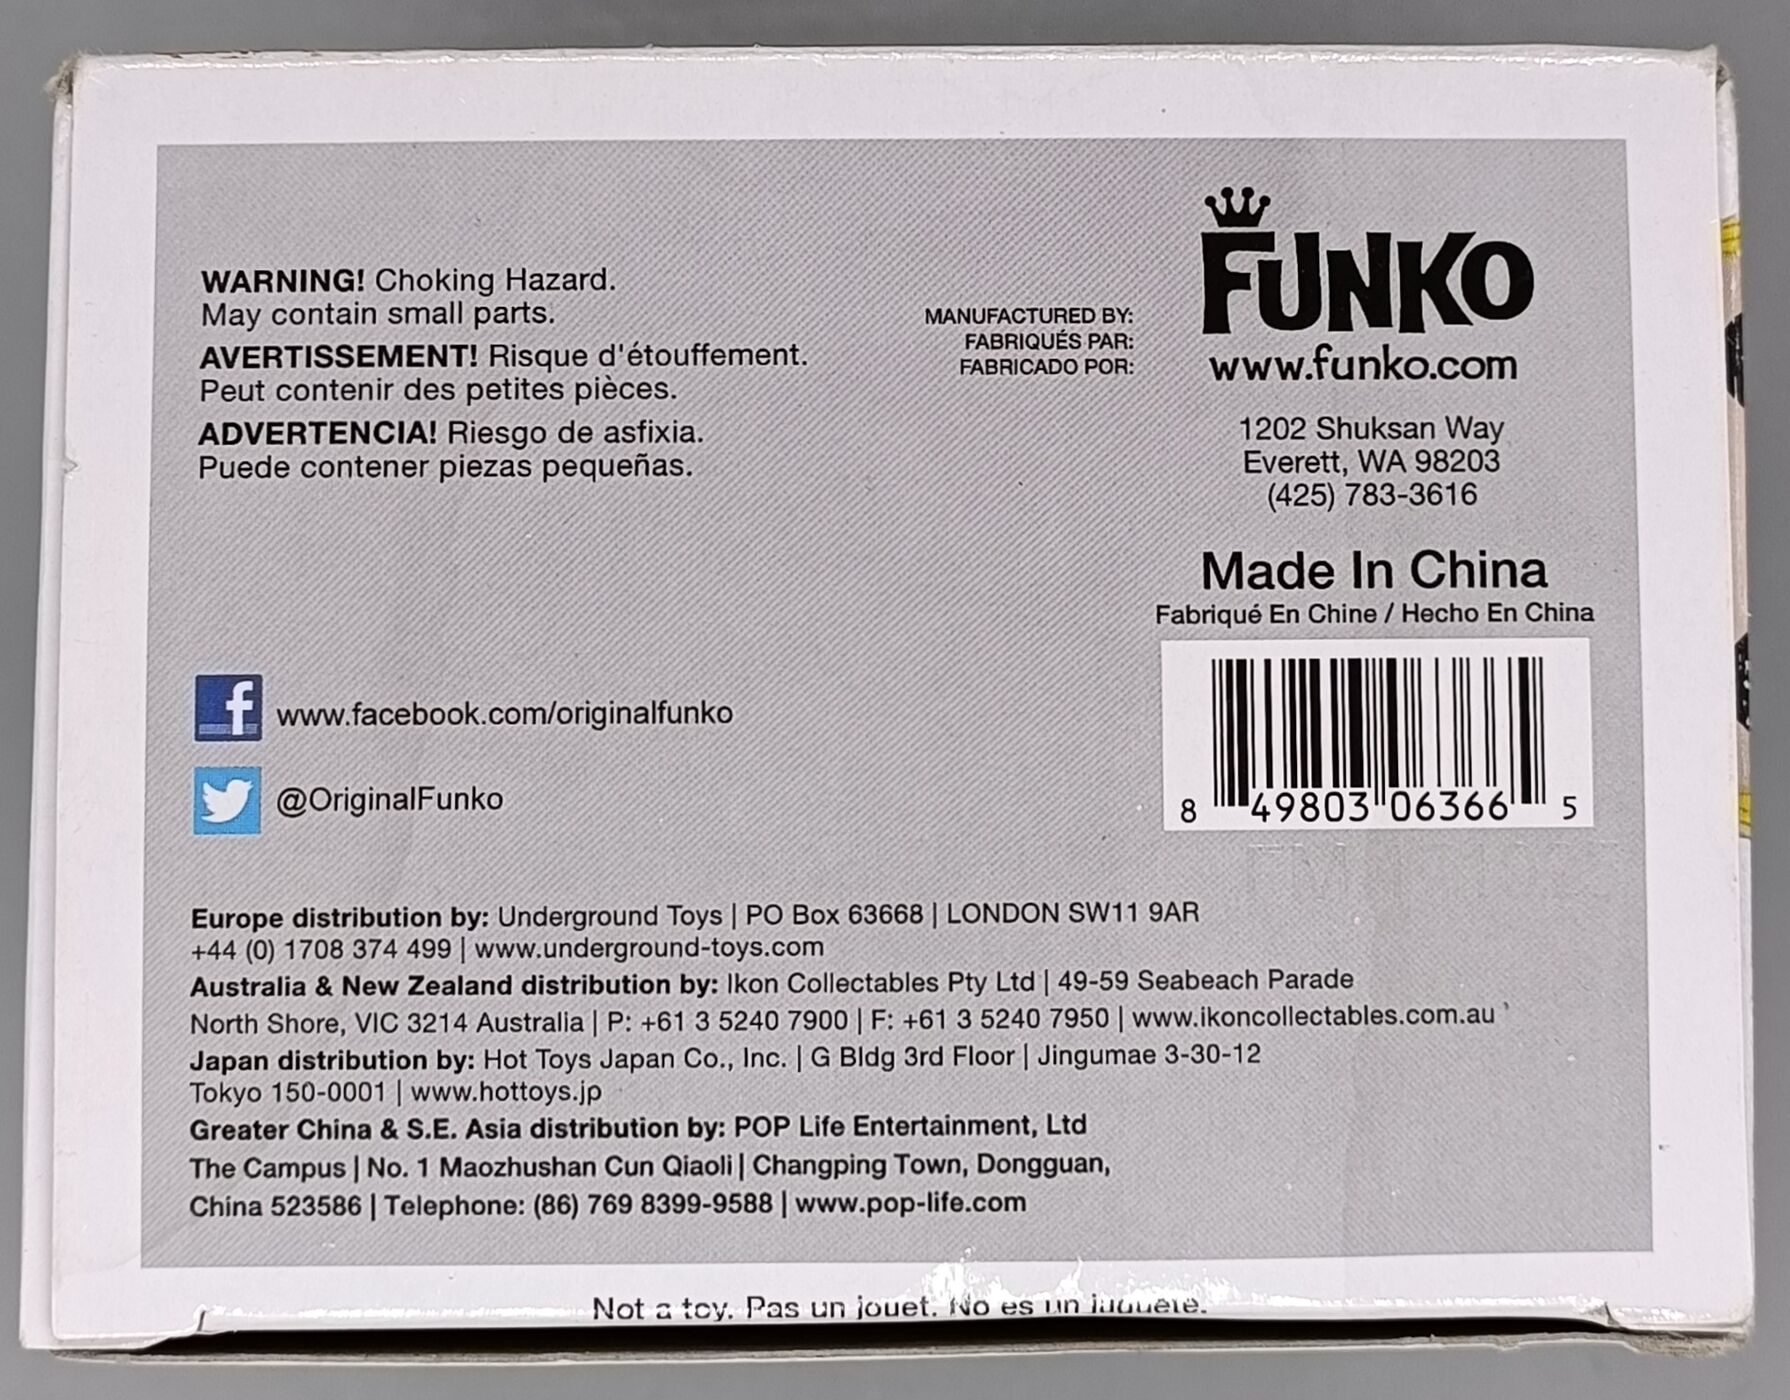 WARNING! Choking Hazard.
May contain small parts.
AVERTISSEMENT! Risque d'étouffement.
Peut contenir des petites pièces.
ADVERTENCIA! Riesgo de asfixia.
Puede contener piezas pequeñas.
MANUFACTURED BY:
FABRIQUÉS PAR:
FABRICADO POR:
FUNKO
www.funko.com
1202 Shuksan Way
Everett, WA 98203
(425) 783-3616
Made In China
Fabriqué En Chine / Hecho En China
8 49803 06366 5
f www.facebook.com/originalfunko
@OriginalFunko
Europe distribution by: Underground Toys | PO Box 63668 | LONDON SW11 9AR
+44 (0) 1708 374 499 | www.underground-toys.com
Australia & New Zealand distribution by: Ikon Collectables Pty Ltd | 49-59 Seabeach Parade
North Shore, VIC 3214 Australia | P: +61 3 5240 7900 | F: +61 3 5240 7950 | www.ikoncollectables.com.au
Japan distribution by: Hot Toys Japan Co., Inc. | G Bldg 3rd Floor | Jingumae 3-30-12
Tokyo 150-0001 | www.hottoys.jp
Greater China & S.E. Asia distribution by: POP Life Entertainment, Ltd
The Campus | No. 1 Maozhushan Cun Qiaoli | Changping Town, Dongguan,
China 523586 | Telephone: (86) 769 8399-9588 | www.pop-life.com
Not a toy. Pas un jouet. No es un juguete.